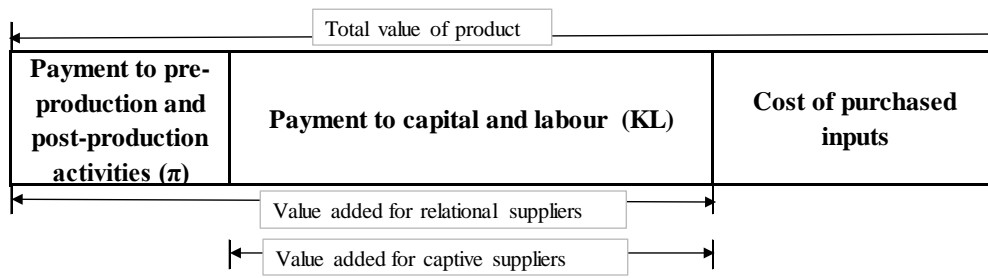 Total value of product
Payment to pre-
production and
post-production
activities (π)
Payment to capital and labour (KL)
Cost of purchased
inputs
Value added for relational suppliers
Value added for captive suppliers